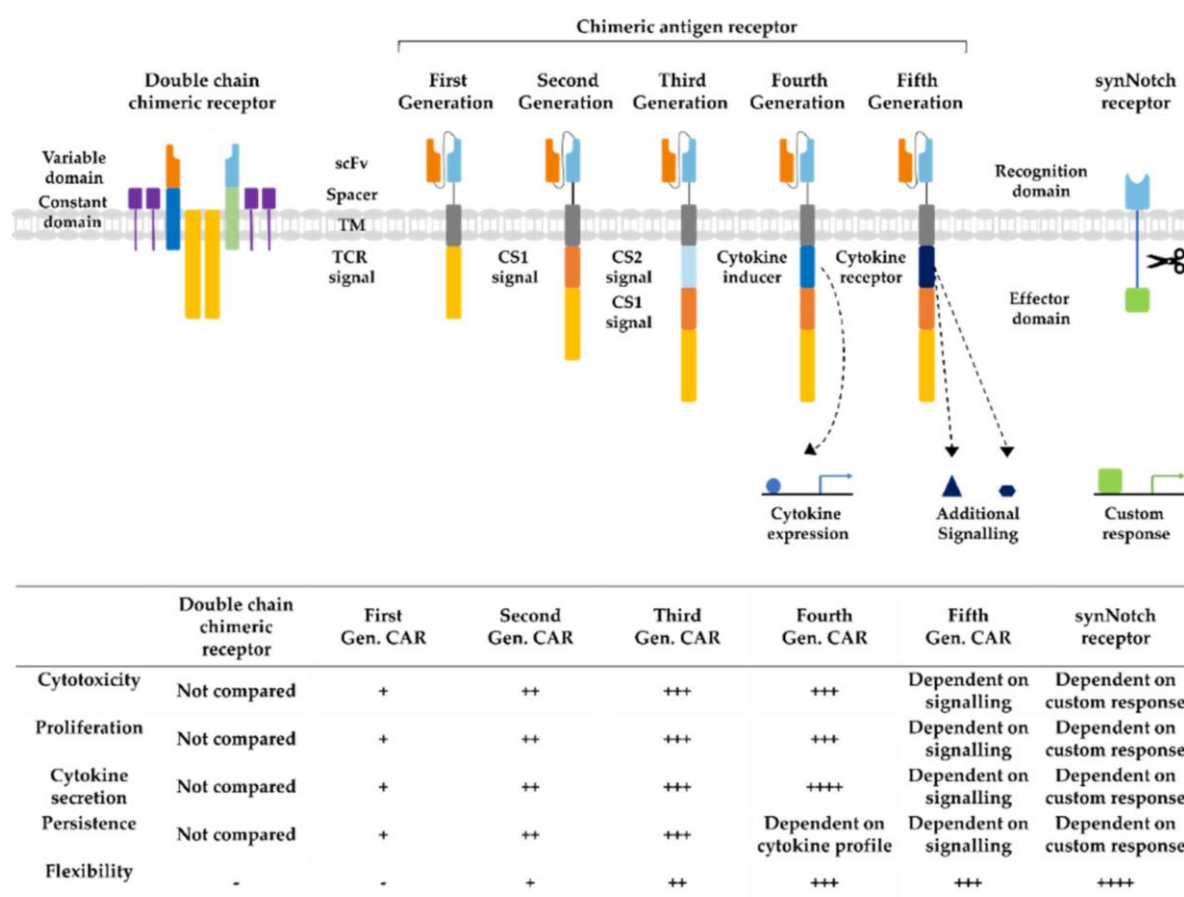 Chimeric antigen receptor
Double chain
chimeric receptor
First
Generation
Second
Generation
Third
Generation
Fourth
Generation
Fifth
Generation
synNotch
receptor
Variable
domain
Constant
domain
scFv
Spacer
TM
TCR
signal
CS1
signal
CS2
signal
CS1
signal
Cytokine
inducer
Cytokine
receptor
Recognition
domain
Effector
domain
Cytokine
expression
Additional
Signalling
Custom
response
Double chain
chimeric
receptor
First
Gen. CAR
Second
Gen. CAR
Third
Gen. CAR
Fourth
Gen. CAR
Fifth
Gen. CAR
synNotch
receptor
Cytotoxicity
Not compared
+
++
+++
+++
Dependent on
signalling
Dependent on
custom response
Proliferation
Not compared
+
++
+++
+++
Dependent on
signalling
Dependent on
custom response
Cytokine
secretion
Not compared
+
++
+++
++++
Dependent on
signalling
Dependent on
custom response
Persistence
Not compared
+
++
+++
Dependent on
cytokine profile
Dependent on
signalling
Dependent on
custom response
Flexibility
-
-
+
++
+++
+++
++++